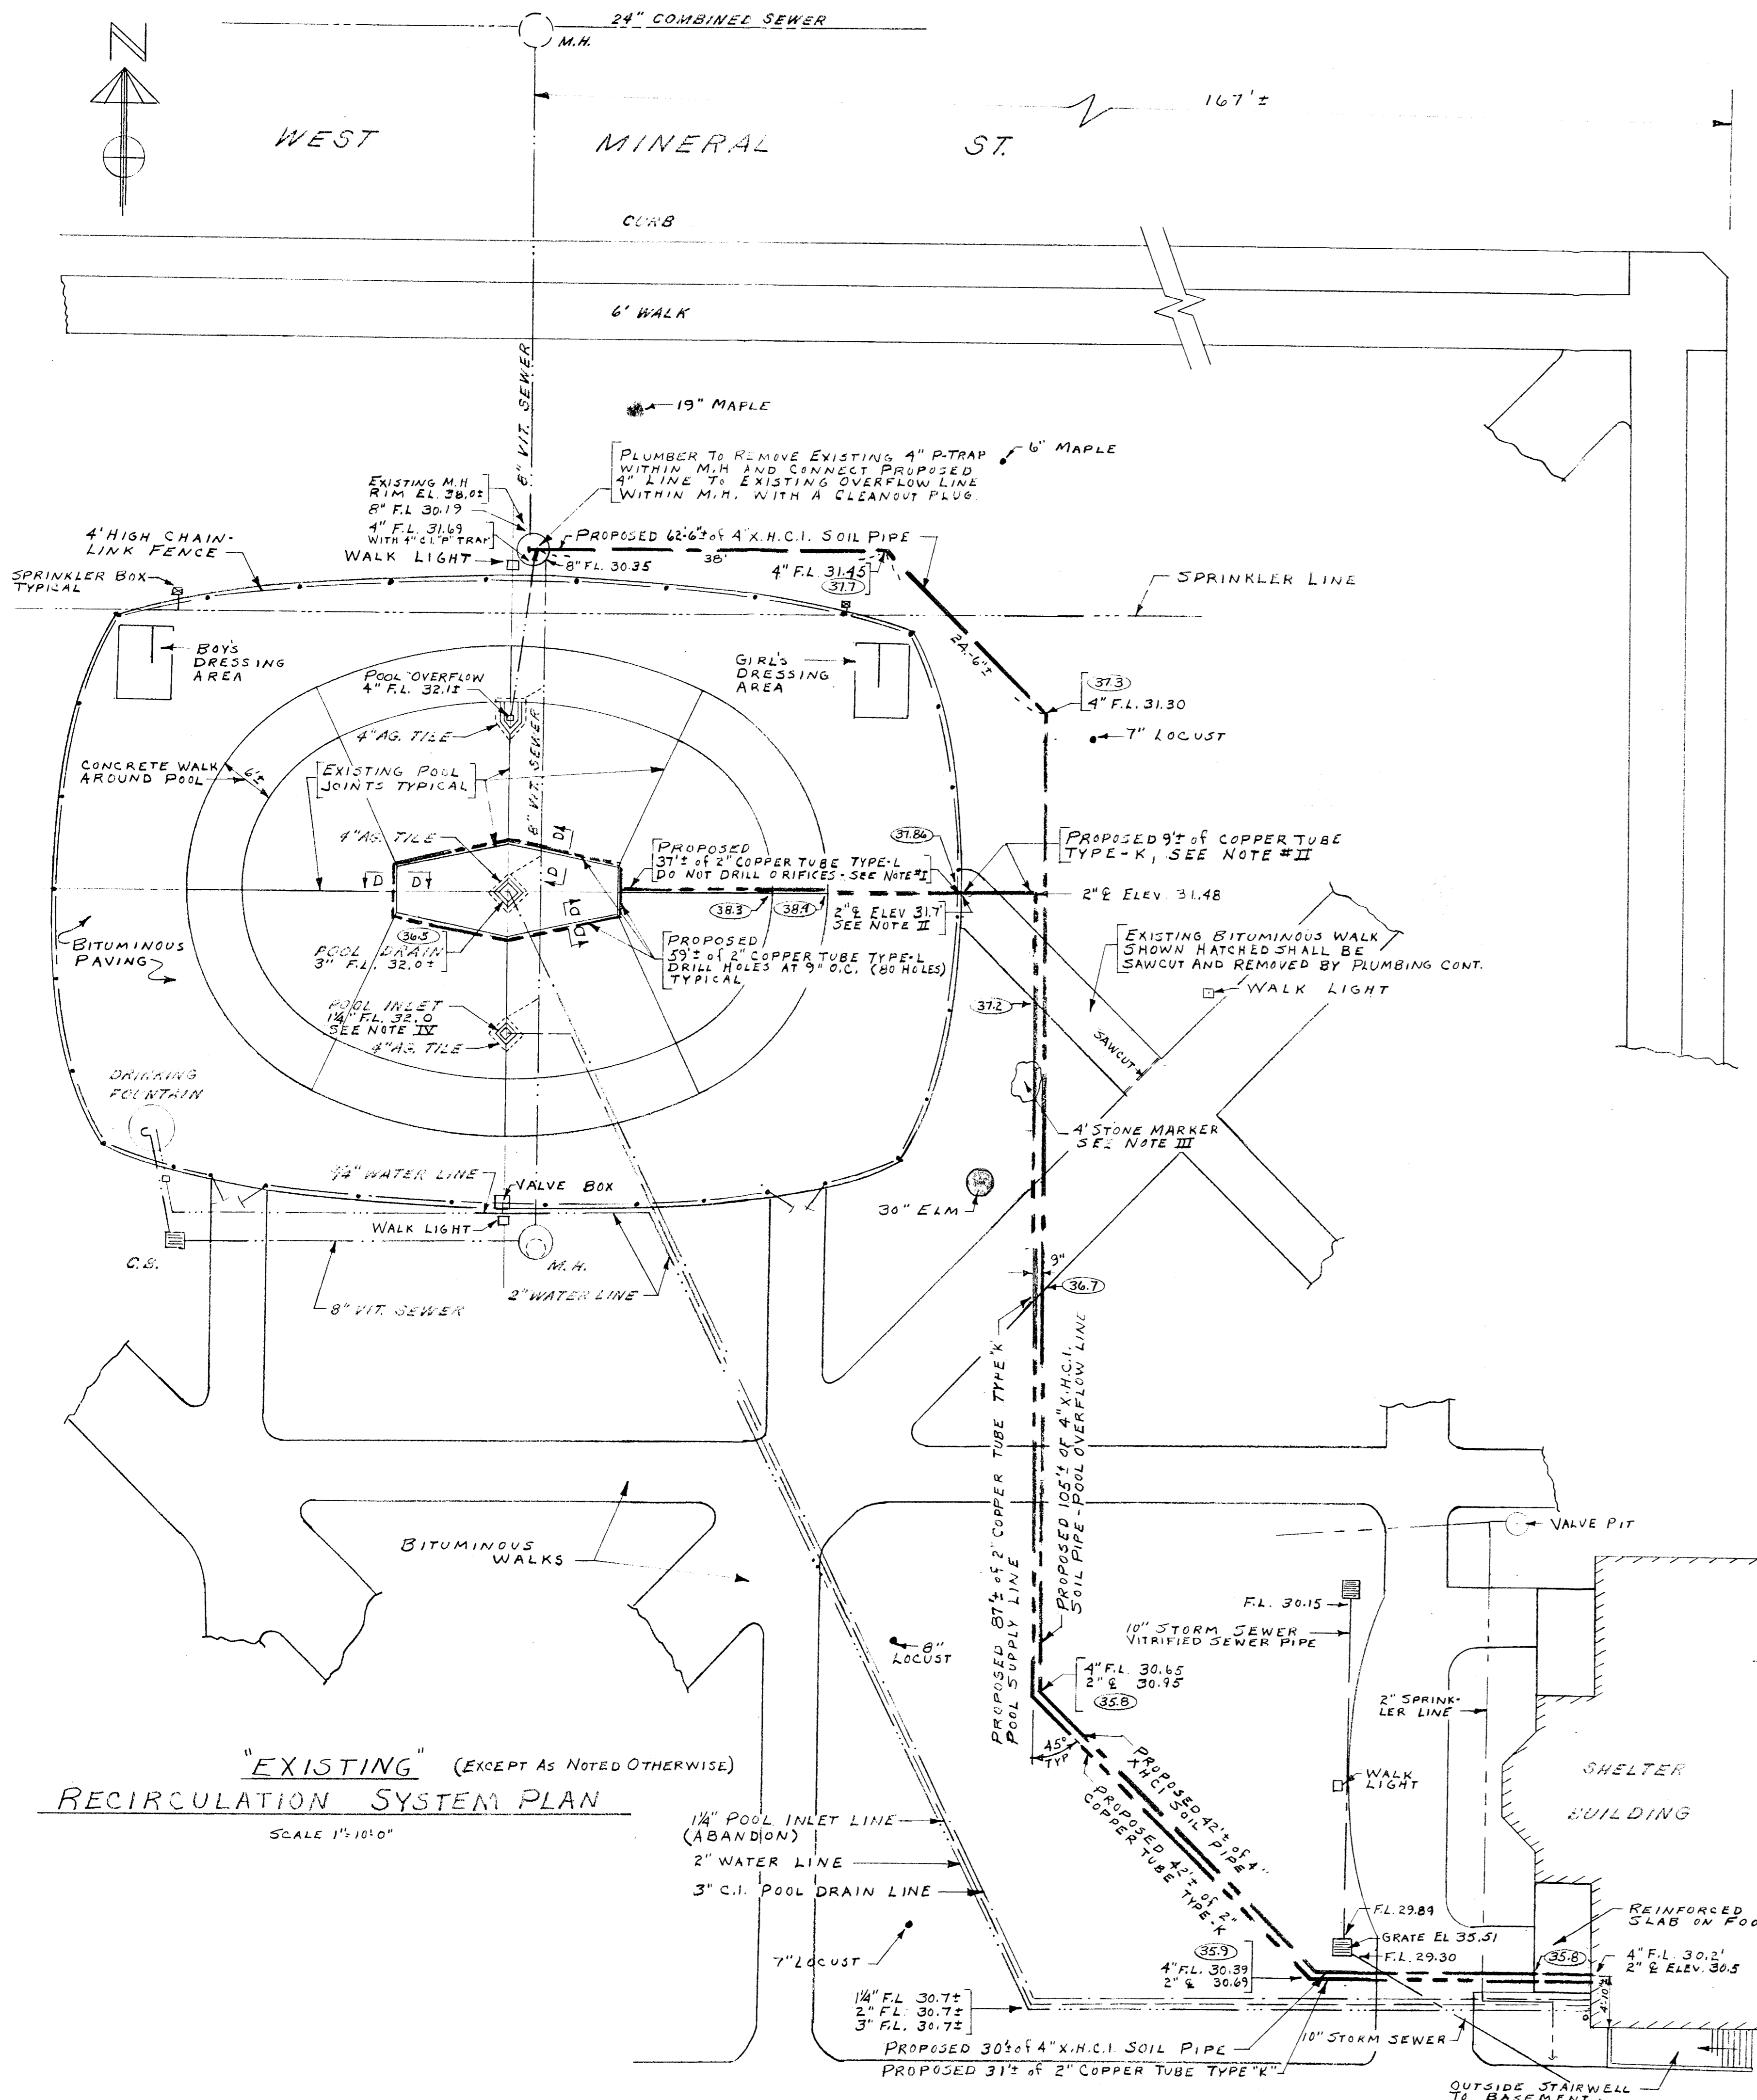 N
24" COMBINED SEWER
M.H.
167'±
WEST MINERAL ST.
CURB
6' WALK
8" VIT. SEWER
19" MAPLE
6" MAPLE
PLUMBER TO REMOVE EXISTING 4" P-TRAP
WITHIN M.H AND CONNECT PROPOSED
4" LINE TO EXISTING OVERFLOW LINE
WITHIN M.H. WITH A CLEANOUT PLUG.
EXISTING M.H
RIM EL. 38.0±
8" F.L 30.19
4" F.L. 31.69
WITH 4" C.I. "P" TRAP
WALK LIGHT
4' HIGH CHAIN-
LINK FENCE
SPRINKLER BOX
TYPICAL
PROPOSED 62'-6"± of 4" X.H.C.I. SOIL PIPE
38'
8" F.L. 30.35
4" F.L. 31.45
37.7
SPRINKLER LINE
24'-6"±
BOY'S
DRESSING
AREA
GIRL'S
DRESSING
AREA
POOL OVERFLOW
4" F.L. 32.1±
4" AG. TILE
37.3
4" F.L. 31.30
7" LOCUST
CONCRETE WALK
AROUND POOL
6'±
EXISTING POOL
JOINTS TYPICAL
8" VIT. SEWER
4" AG. TILE
D
D
D
D
D
D
PROPOSED
37'± of 2" COPPER TUBE TYPE-L
DO NOT DRILL ORIFICES - SEE NOTE #I
37.86
PROPOSED 9'± of COPPER TUBE
TYPE-K, SEE NOTE #II
2" ℄ ELEV. 31.48
38.3
38.4
2" ℄ ELEV 31.7'
SEE NOTE II
36.5
POOL DRAIN
3" F.L. 32.0±
PROPOSED
59'± of 2" COPPER TUBE TYPE-L
DRILL HOLES AT 9" O.C. (80 HOLES)
TYPICAL
EXISTING BITUMINOUS WALK
SHOWN HATCHED SHALL BE
SAWCUT AND REMOVED BY PLUMBING CONT.
WALK LIGHT
BITUMINOUS
PAVING
POOL INLET
1¼" F.L. 32.0
SEE NOTE IV
4" AG. TILE
37.2
SAWCUT
DRINKING
FOUNTAIN
4' STONE MARKER
SEE NOTE III
30" ELM
WATER LINE
VALVE BOX
WALK LIGHT
C.B.
M.H.
8" VIT. SEWER
2" WATER LINE
9"
36.7
PROPOSED 87'± of 2" COPPER TUBE TYPE "K"
POOL SUPPLY LINE
PROPOSED 105'± OF 4" X.H.C.I.
SOIL PIPE - POOL OVERFLOW LINE
BITUMINOUS
WALKS
VALVE PIT
F.L. 30.15
10" STORM SEWER
VITRIFIED SEWER PIPE
8"
LOCUST
4" F.L. 30.65
2" ℄ 30.95
35.8
2" SPRINK-
LER LINE
45°
TYP
PROPOSED 42'± of 4"
X H C I SOIL PIPE
PROPOSED 42'± of 2"
COPPER TUBE TYPE-K
WALK
LIGHT
SHELTER
BUILDING
"EXISTING" (EXCEPT AS NOTED OTHERWISE)
RECIRCULATION SYSTEM PLAN
SCALE 1"=10'-0"
1¼" POOL INLET LINE
(ABANDION)
2" WATER LINE
3" C.I. POOL DRAIN LINE
7" LOCUST
F.L. 29.89
GRATE EL 35.51
F.L. 29.30
REINFORCED
SLAB ON FOO
35.9
4" F.L. 30.39
2" ℄ 30.69
35.8
4" F.L. 30.2'
2" ℄ ELEV. 30.5
1¼" F.L 30.7±
2" F.L. 30.7±
3" F.L. 30.7±
10" STORM SEWER
PROPOSED 30'± of 4" X.H.C.I. SOIL PIPE
PROPOSED 31'± of 2" COPPER TUBE TYPE "K"
OUTSIDE STAIRWELL
TO BASEMENT